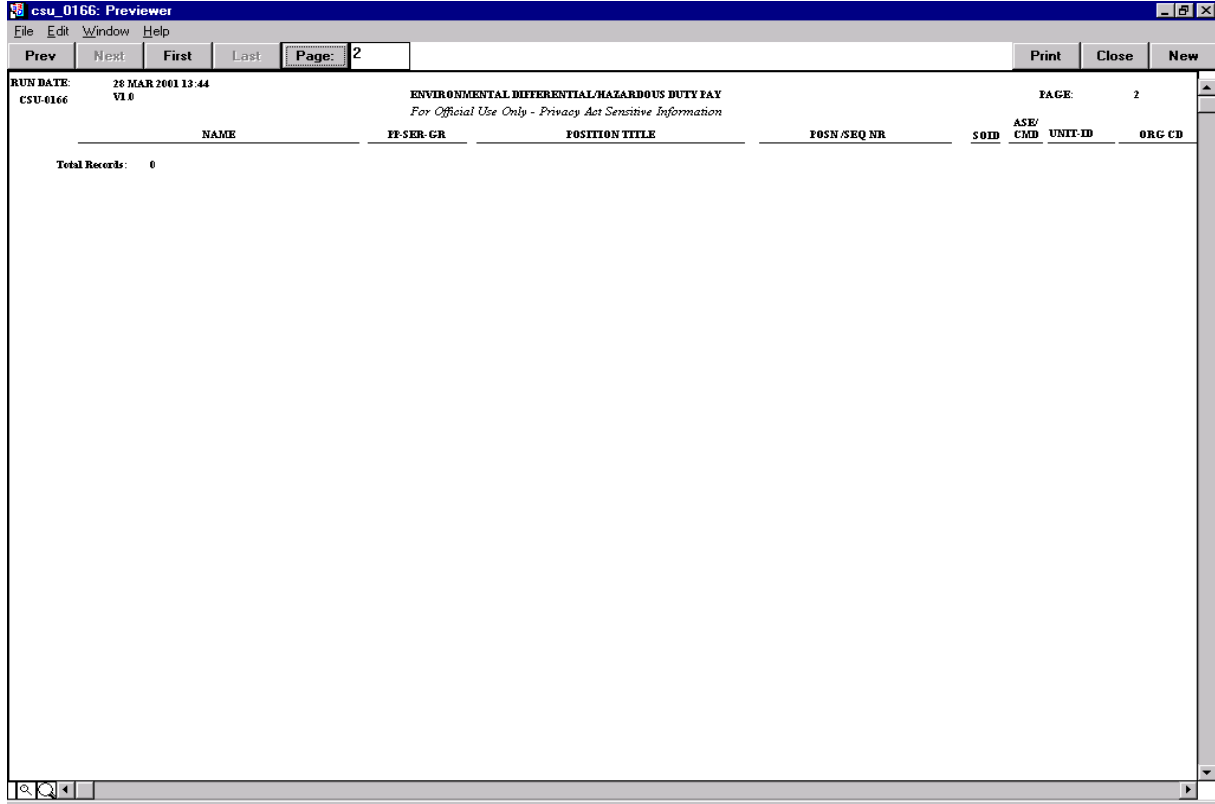 csu_0166: Previewer
File Edit Window Help
Prev Next First Last Page: 2 Print Close New
RUN DATE: 28 MAR 2001 13:44
CSU-0166 V1.0 ENVIRONMENTAL DIFFERENTIAL/HAZARDOUS DUTY PAY PAGE: 2
For Official Use Only - Privacy Act Sensitive Information
ASE/
NAME PP-SER-GR POSITION TITLE POSN /SEQ NR SOID CMD UNIT-ID ORG CD
Total Records: 0